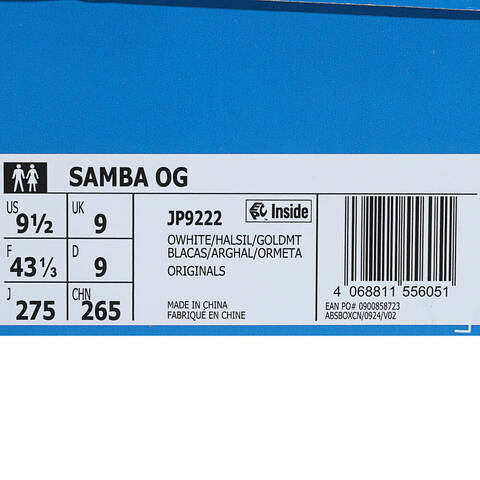 SAMBA OG
US 9½ UK 9
F 43⅓ D 9
J 275 CHN 265
JP9222 Inside
OWHITE/HALSIL/GOLDMT
BLACAS/ARGHAL/ORMETA
ORIGINALS
MADE IN CHINA
FABRIQUÉ EN CHINE
4 068811 556051
EAN PO# 0900858723
ABSBOXCN/0924/V02